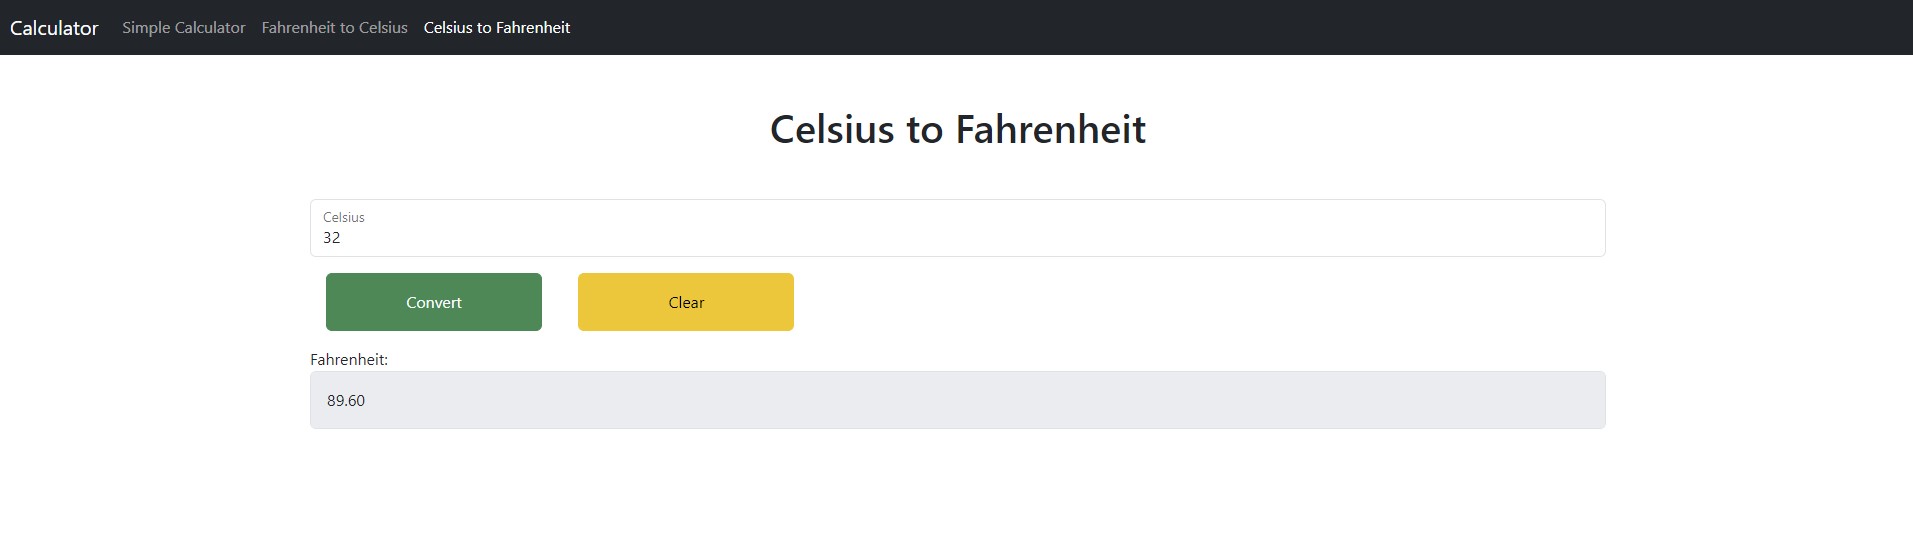 Calculator Simple Calculator Fahrenheit to Celsius Celsius to Fahrenheit
Celsius to Fahrenheit
Celsius
32
Convert Clear
Fahrenheit:
89.60